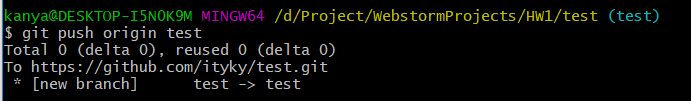 kanya@DESKTOP-I5N0K9M MINGW64 /d/Project/WebstormProjects/HW1/test (test)
$ git push origin test
Total 0 (delta 0), reused 0 (delta 0)
To https://github.com/ityky/test.git
 * [new branch]      test -> test